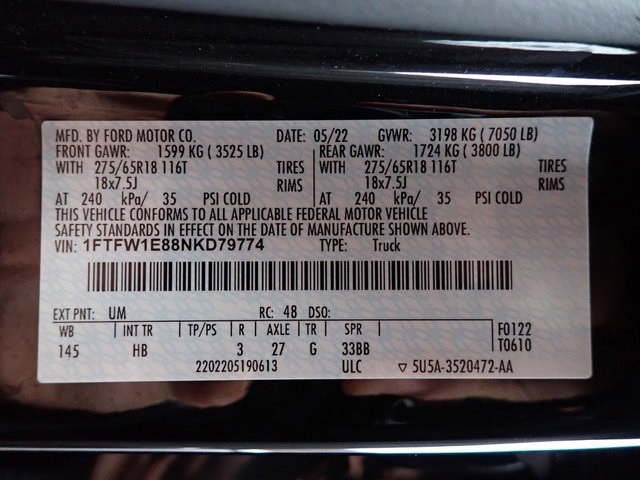 MFD. BY FORD MOTOR CO. DATE: 05/22 GVWR: 3198 KG ( 7050 LB)
FRONT GAWR: 1599 KG ( 3525 LB) REAR GAWR: 1724 KG ( 3800 LB)
WITH 275/65R18 116T TIRES WITH 275/65R18 116T TIRES
18x7.5J RIMS 18x7.5J RIMS
AT 240 kPa/ 35 PSI COLD AT 240 kPa/ 35 PSI COLD
THIS VEHICLE CONFORMS TO ALL APPLICABLE FEDERAL MOTOR VEHICLE
SAFETY STANDARDS IN EFFECT ON THE DATE OF MANUFACTURE SHOWN ABOVE.
VIN: 1FTFW1E88NKD79774 TYPE: Truck
EXT PNT: UM RC: 48 DSO:
WB INT TR TP/PS R AXLE TR SPR F0122
145 HB 3 27 G 33BB T0610
2202205190613 ULC ▽ 5U5A-3520472-AA